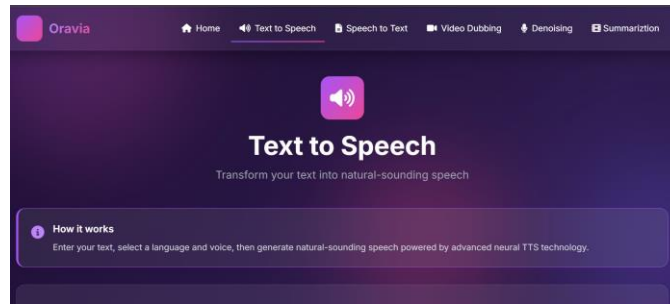 Oravia
Home
Text to Speech
Speech to Text
Video Dubbing
Denoising
Summariztion
Text to Speech
Transform your text into natural-sounding speech
How it works
Enter your text, select a language and voice, then generate natural-sounding speech powered by advanced neural TTS technology.